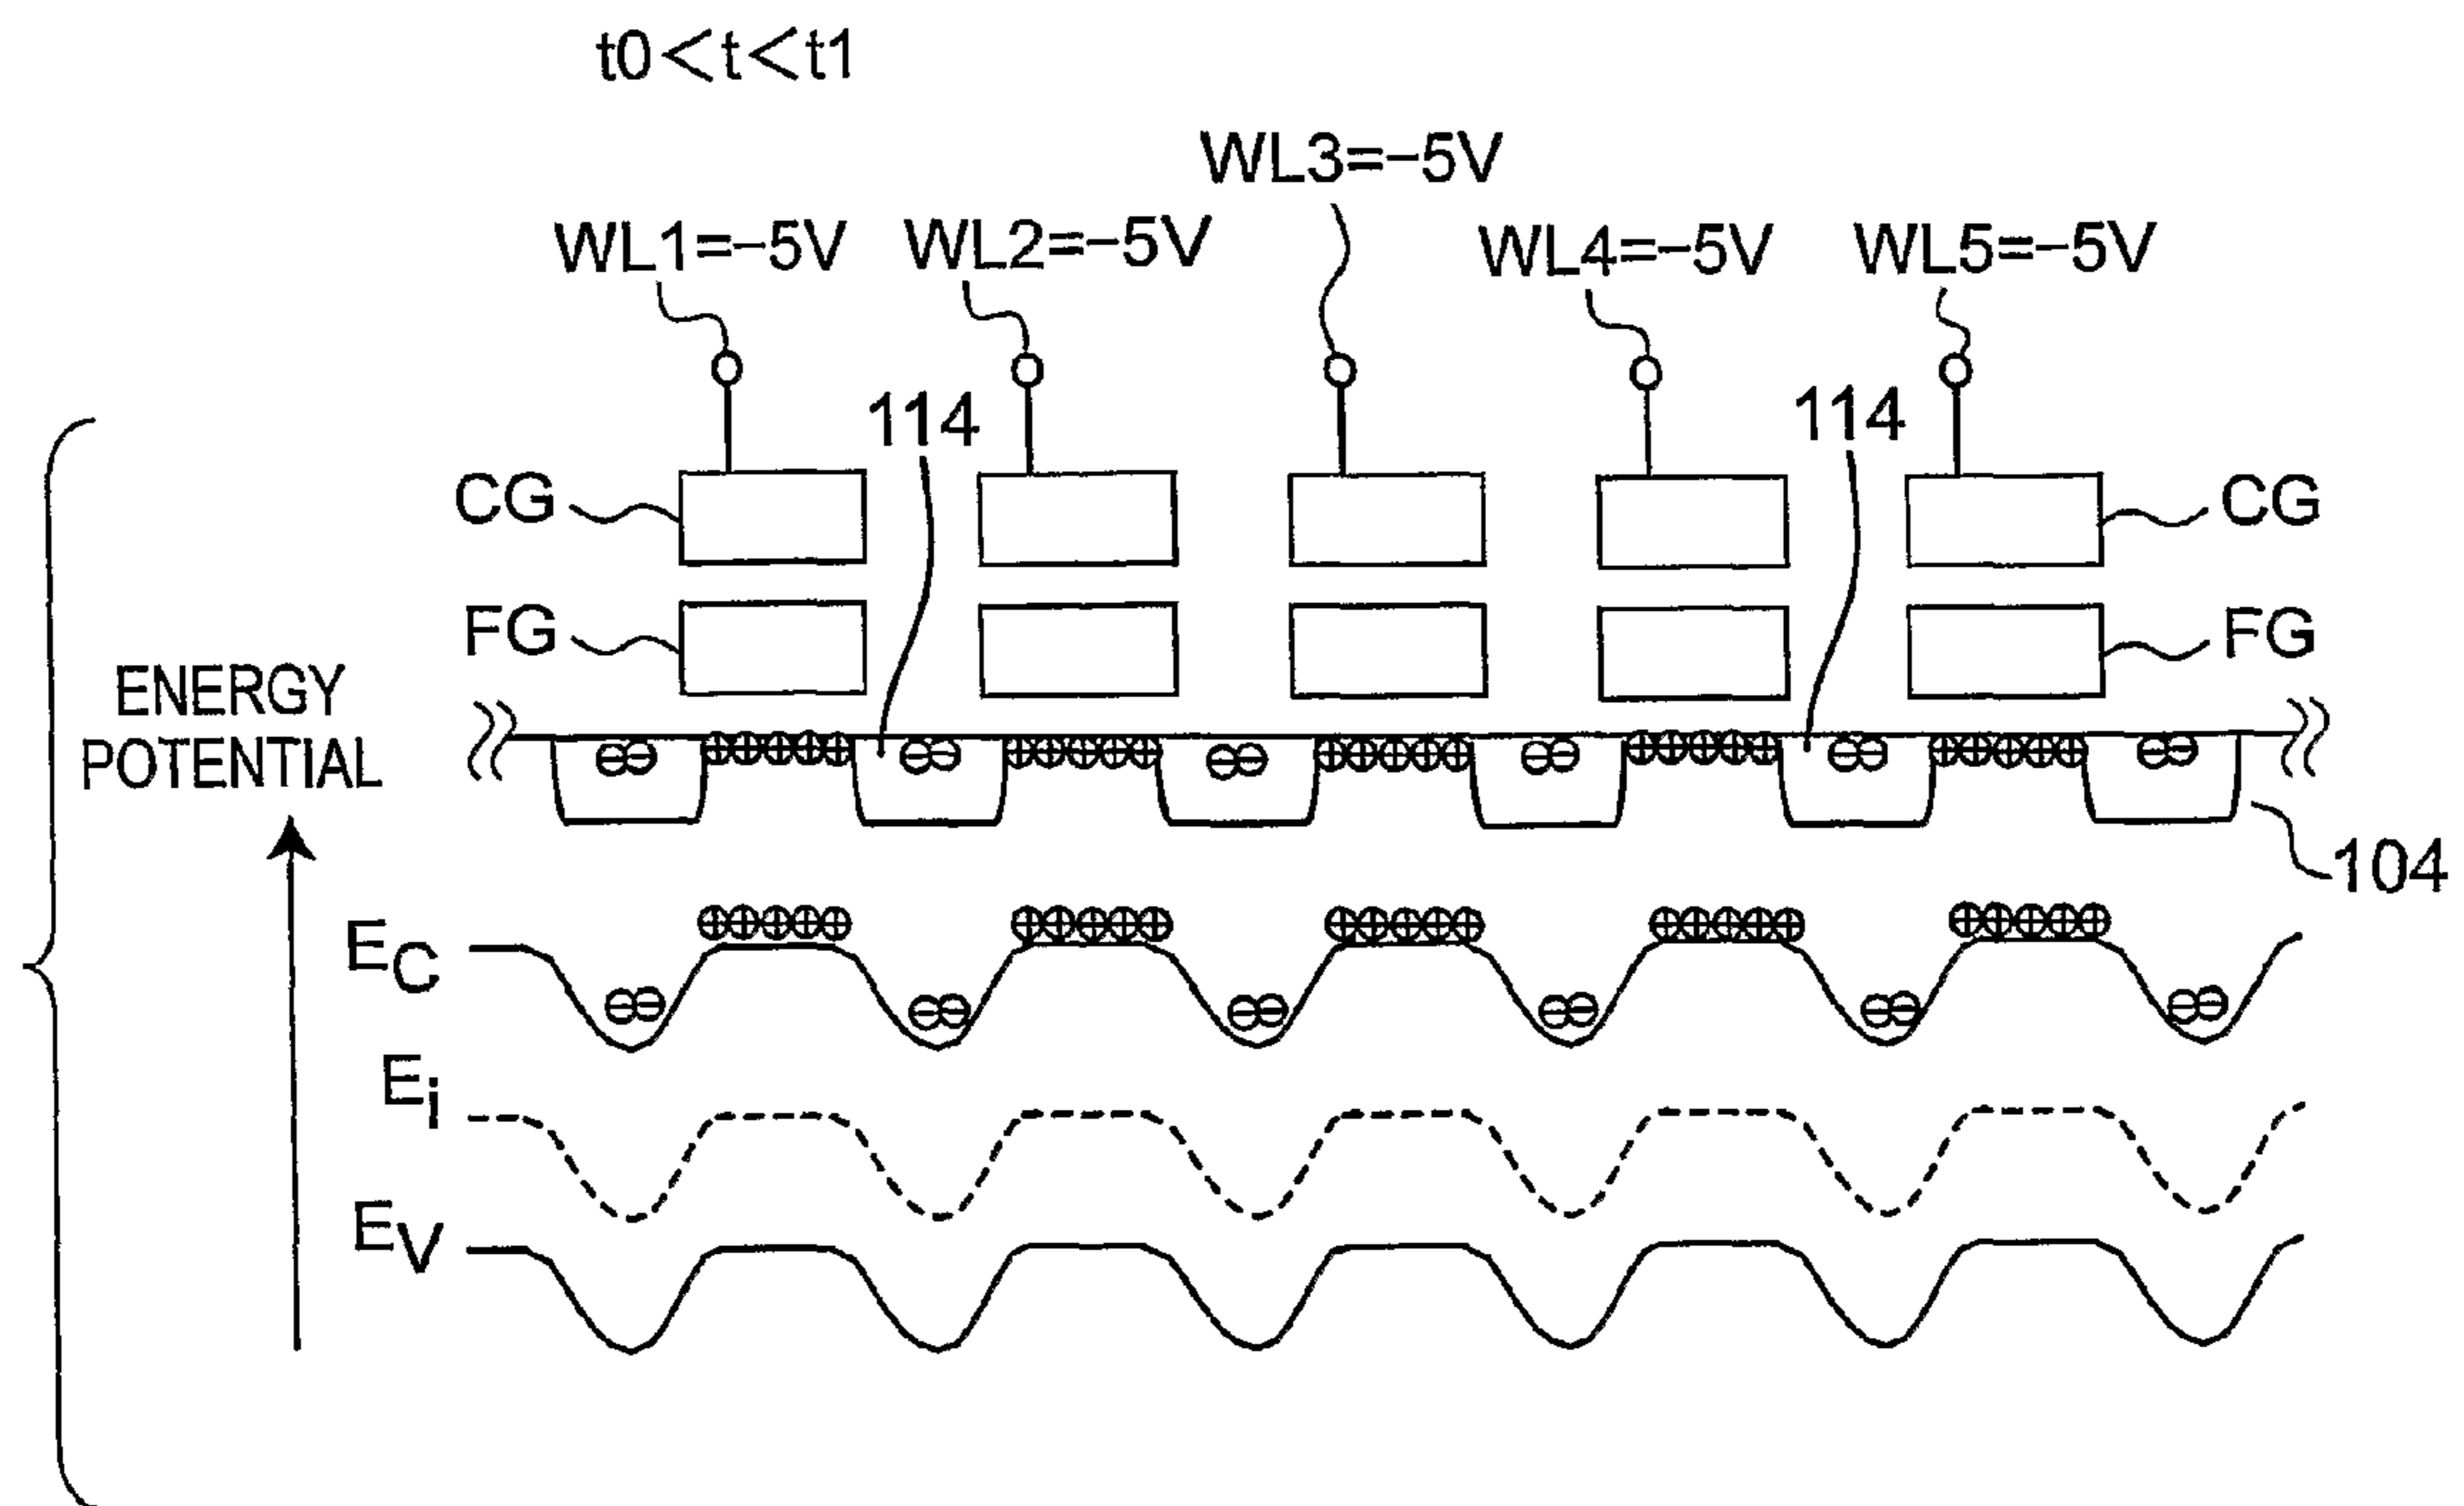 t0<t<t1
WL3=-5V
WL1=-5V WL2=-5V WL4=-5V WL5=-5V
114 114
CG CG
FG FG
ENERGY
POTENTIAL
104
EC
Ei
EV